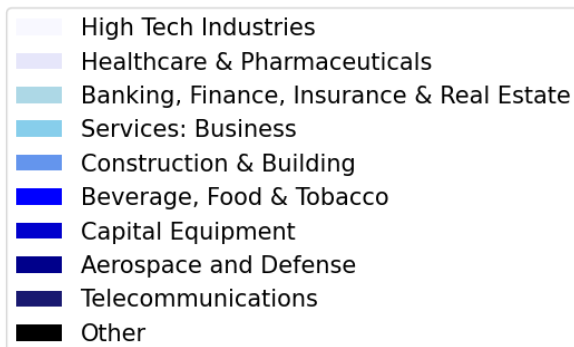 High Tech Industries
Healthcare & Pharmaceuticals
Banking, Finance, Insurance & Real Estate
Services: Business
Construction & Building
Beverage, Food & Tobacco
Capital Equipment
Aerospace and Defense
Telecommunications
Other